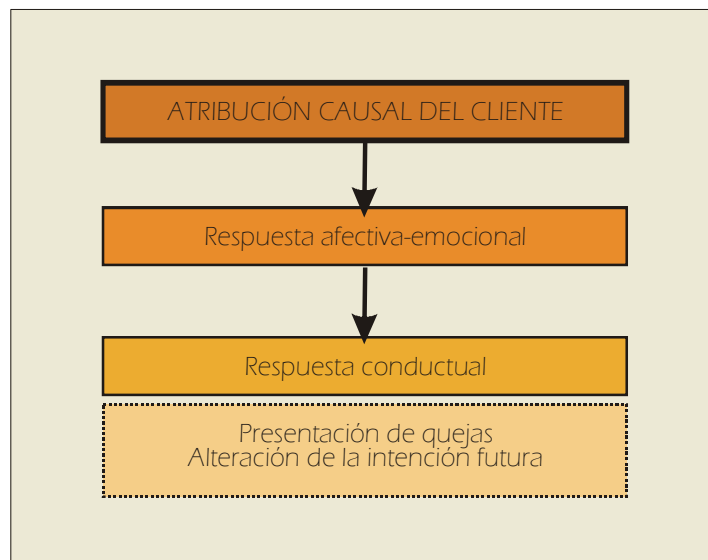 ATRIBUCIÓN CAUSAL DEL CLIENTE
Respuesta afectiva-emocional
Respuesta conductual
Presentación de quejas
Alteración de la intención futura